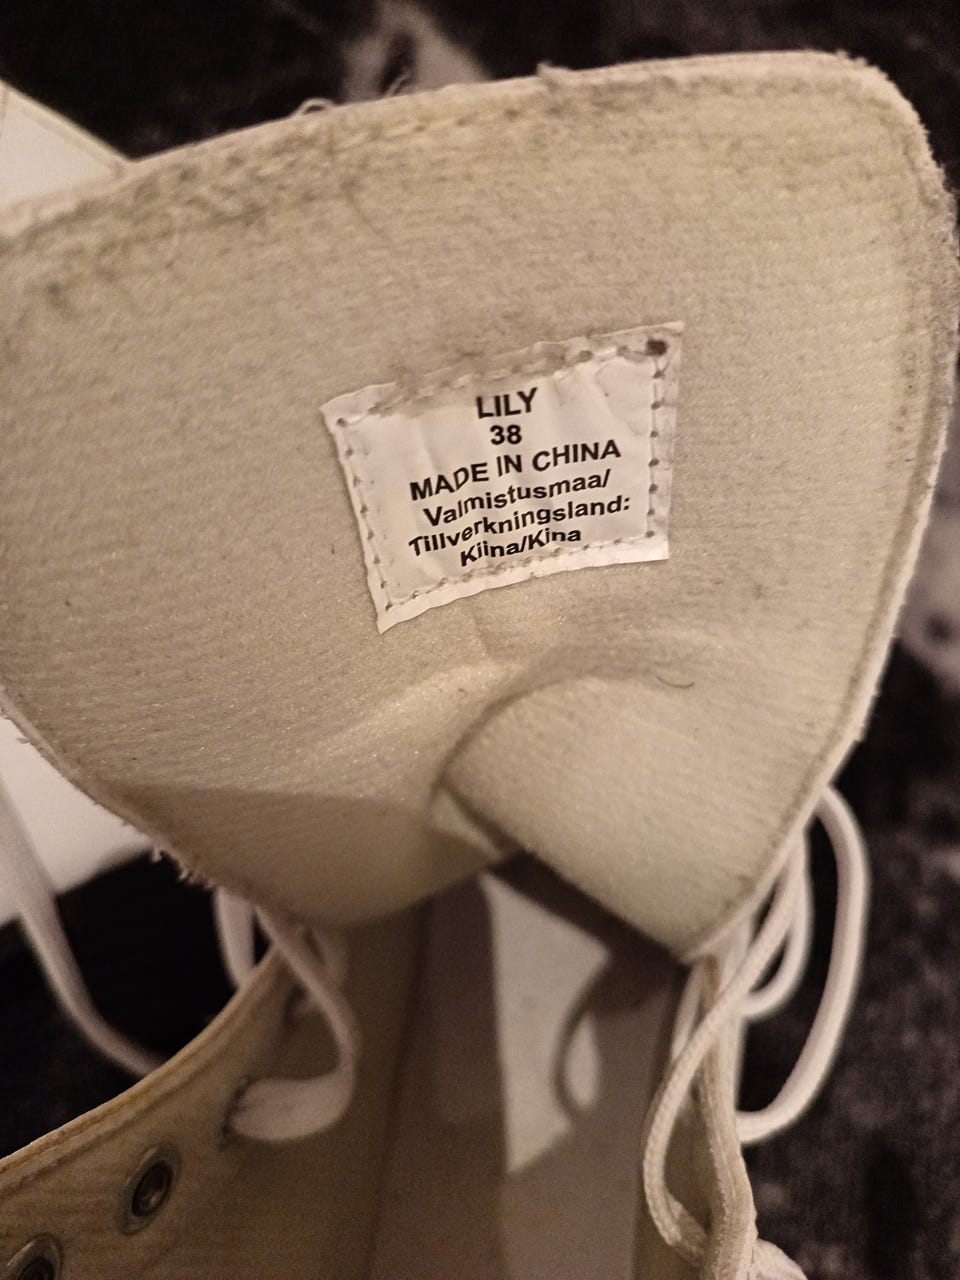 LILY
38
MADE IN CHINA
Valmistusmaa/
Tillverkningsland:
Kiina/Kina